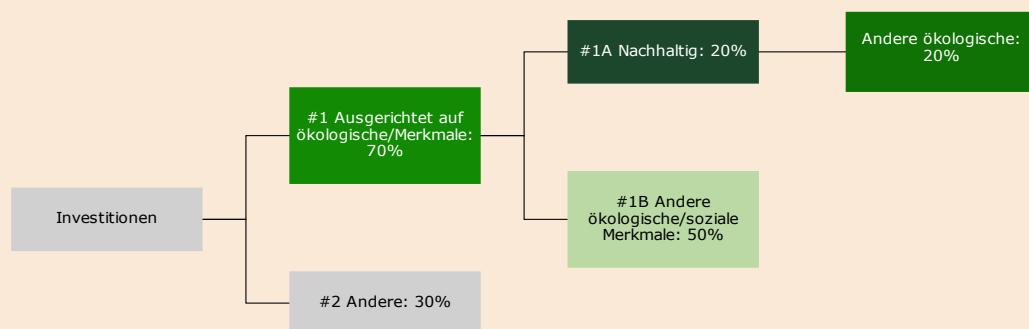 #1A Nachhaltig: 20%
Andere ökologische:
20%
#1 Ausgerichtet auf
ökologische/Merkmale:
70%
Investitionen
#1B Andere
ökologische/soziale
Merkmale: 50%
#2 Andere: 30%